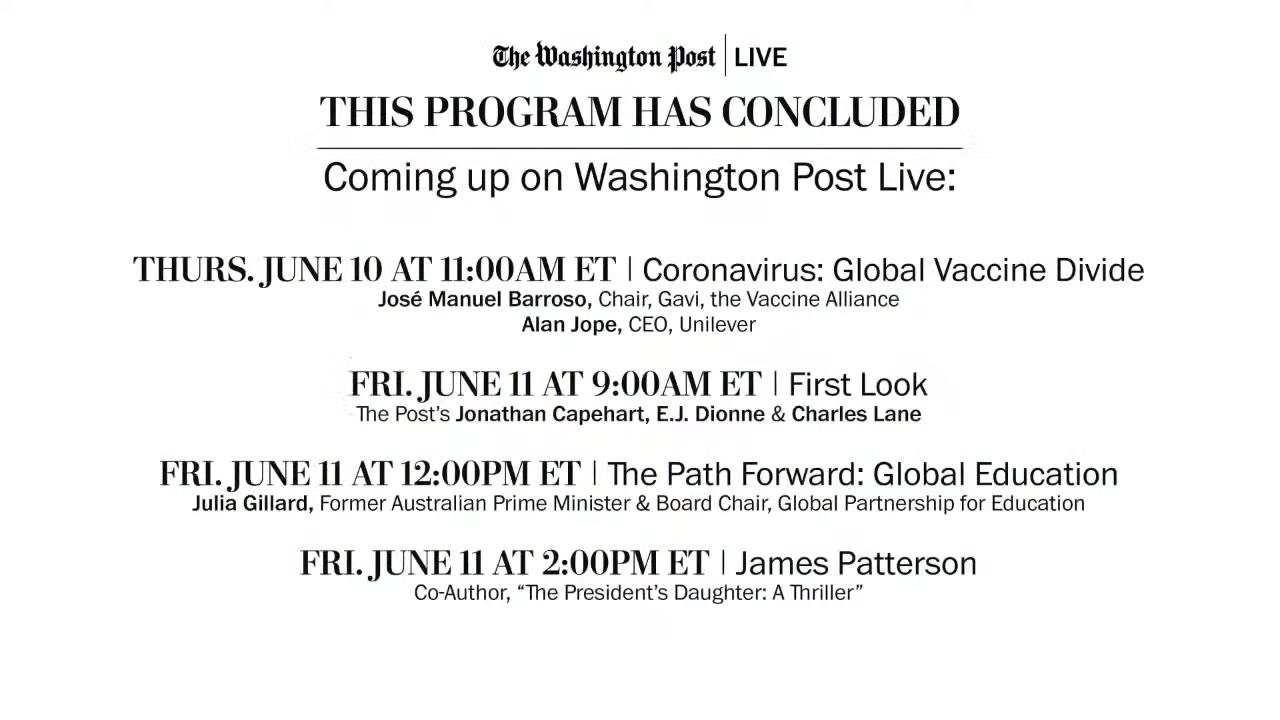 The Washington Post | LIVE
THIS PROGRAM HAS CONCLUDED
Coming up on Washington Post Live:
THURS. JUNE 10 AT 11:00AM ET | Coronavirus: Global Vaccine Divide
José Manuel Barroso, Chair, Gavi, the Vaccine Alliance
Alan Jope, CEO, Unilever
FRI. JUNE 11 AT 9:00AM ET | First Look
The Post's Jonathan Capehart, E.J. Dionne & Charles Lane
FRI. JUNE 11 AT 12:00PM ET | The Path Forward: Global Education
Julia Gillard, Former Australian Prime Minister & Board Chair, Global Partnership for Education
FRI. JUNE 11 AT 2:00PM ET | James Patterson
Co-Author, “The President's Daughter: A Thriller”